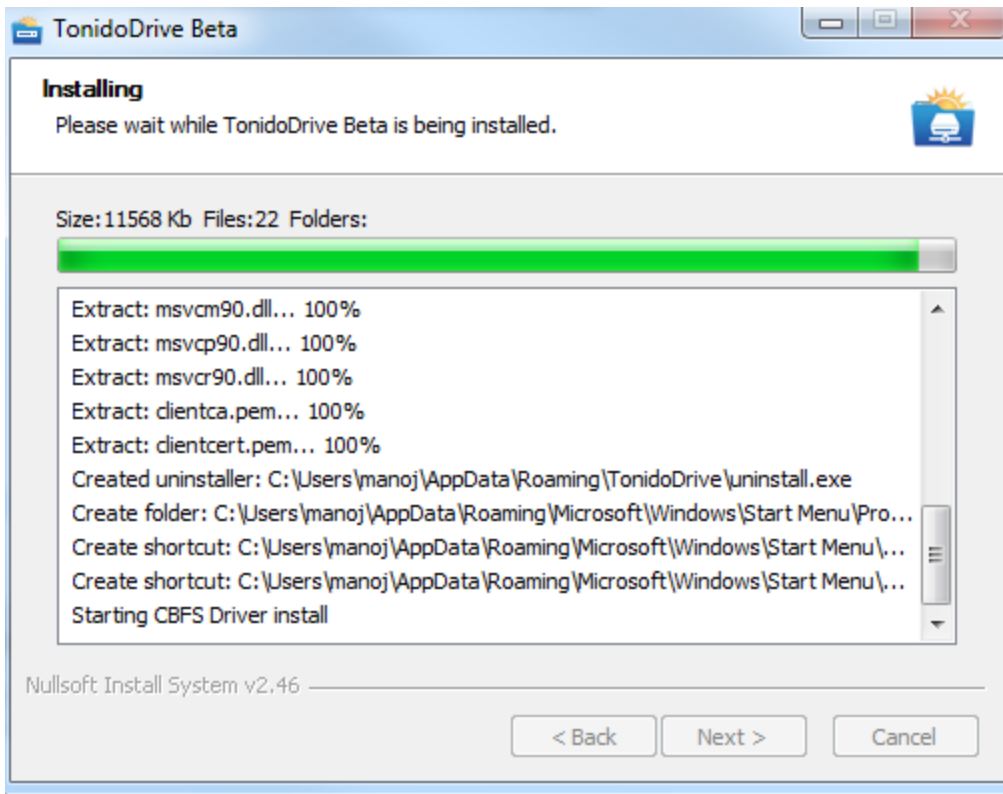 TonidoDrive Beta
Installing
Please wait while TonidoDrive Beta is being installed.
Size:11568 Kb Files:22 Folders:
Extract: msvcm90.dll... 100%
Extract: msvcp90.dll... 100%
Extract: msvcr90.dll... 100%
Extract: clientca.pem... 100%
Extract: clientcert.pem... 100%
Created uninstaller: C:\Users\manoj\AppData\Roaming\TonidoDrive\uninstall.exe
Create folder: C:\Users\manoj\AppData\Roaming\Microsoft\Windows\Start Menu\Pro...
Create shortcut: C:\Users\manoj\AppData\Roaming\Microsoft\Windows\Start Menu\...
Create shortcut: C:\Users\manoj\AppData\Roaming\Microsoft\Windows\Start Menu\...
Starting CBFS Driver install
Nullsoft Install System v2.46
< Back Next > Cancel